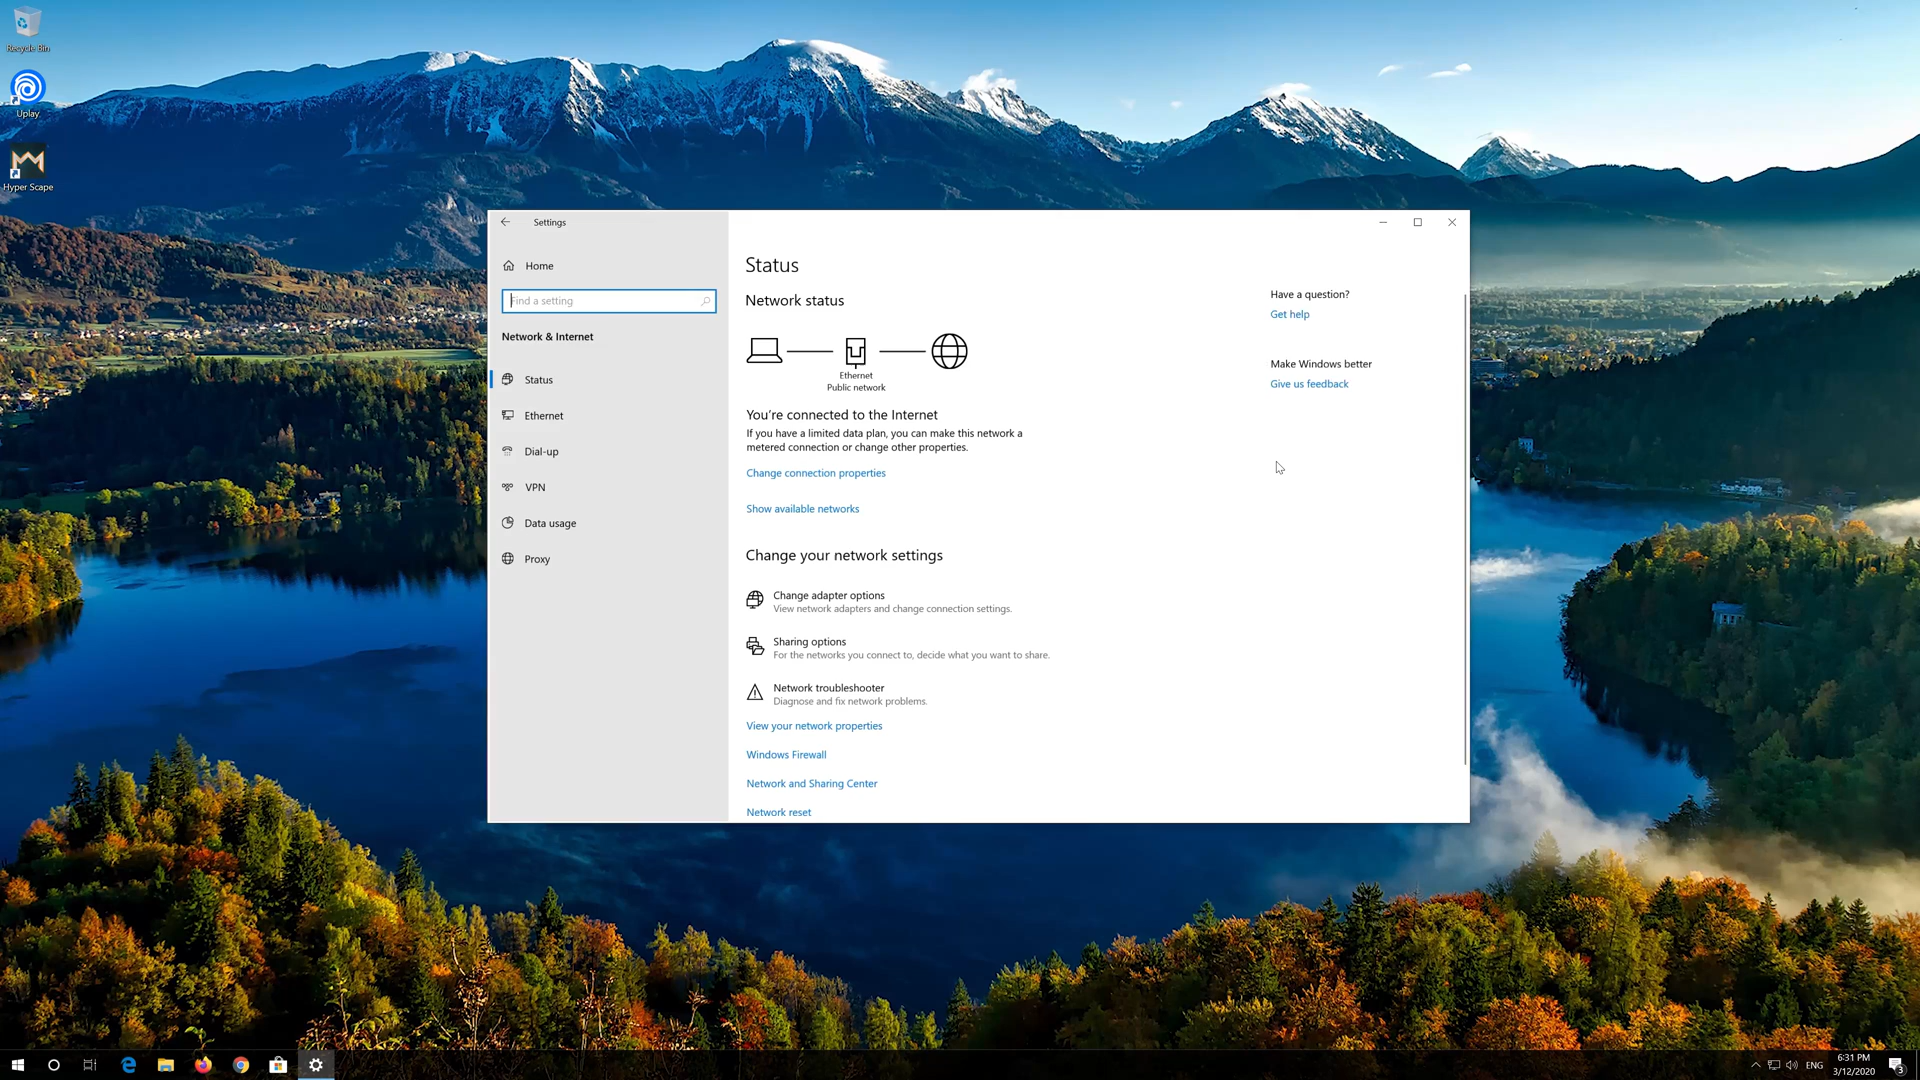 Recycle Bin
Uplay
Hyper Scape
Settings
Home
Find a setting
Network & Internet
Status
Ethernet
Dial-up
VPN
Data usage
Proxy
Status
Network status
Ethernet
Public network
You're connected to the Internet
If you have a limited data plan, you can make this network a
metered connection or change other properties.
Change connection properties
Show available networks
Change your network settings
Change adapter options
View network adapters and change connection settings.
Sharing options
For the networks you connect to, decide what you want to share.
Network troubleshooter
Diagnose and fix network problems.
View your network properties
Windows Firewall
Network and Sharing Center
Network reset
Have a question?
Get help
Make Windows better
Give us feedback
ENG
6:31 PM
3/12/2020
3